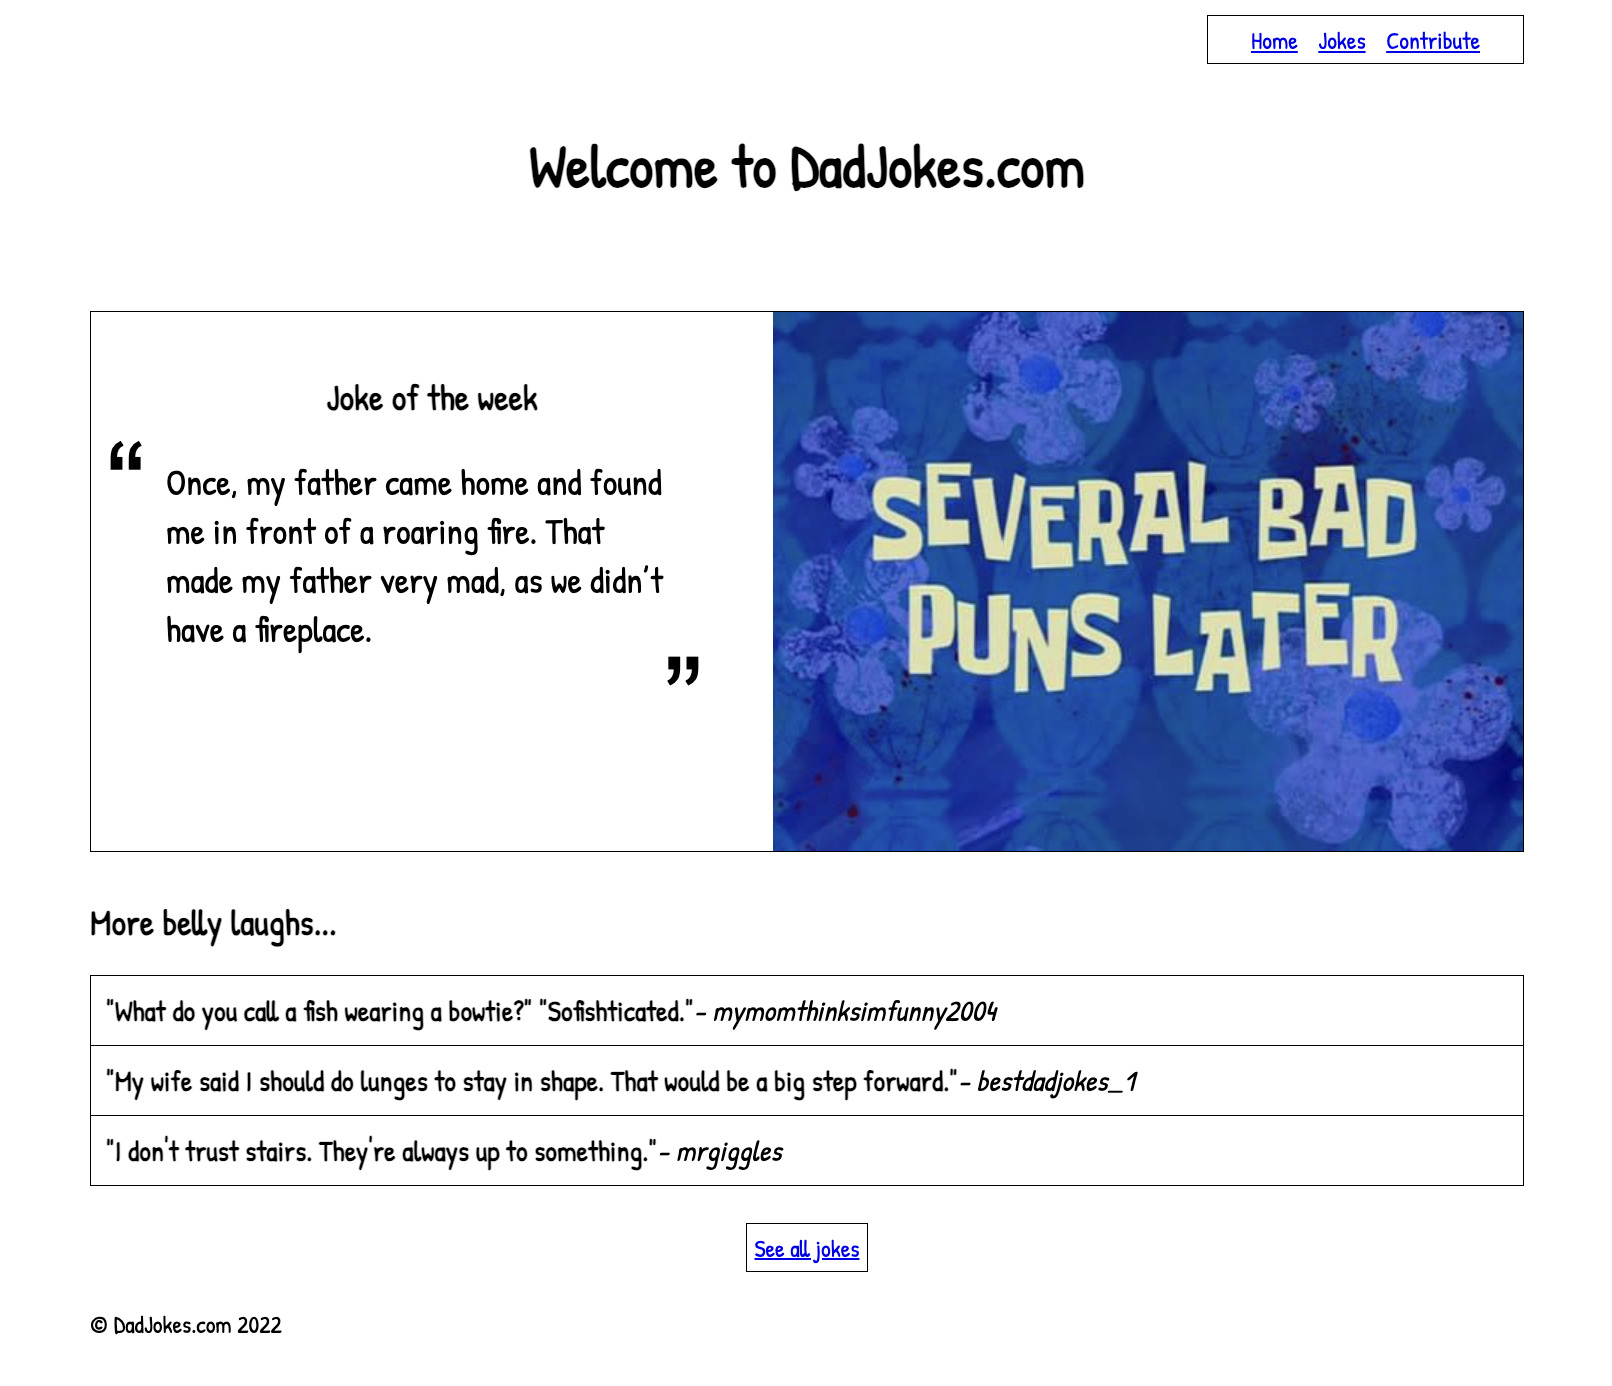 Home Jokes Contribute
Welcome to DadJokes.com
Joke of the week
“
Once, my father came home and found
me in front of a roaring fire. That
made my father very mad, as we didn’t
have a fireplace.
”
SEVERAL BAD
PUNS LATER
More belly laughs...
"What do you call a fish wearing a bowtie?" "Sofishticated." - mymomthinksimfunny2004
"My wife said I should do lunges to stay in shape. That would be a big step forward." - bestdadjokes_1
"I don't trust stairs. They're always up to something." - mrgiggles
See all jokes
© DadJokes.com 2022